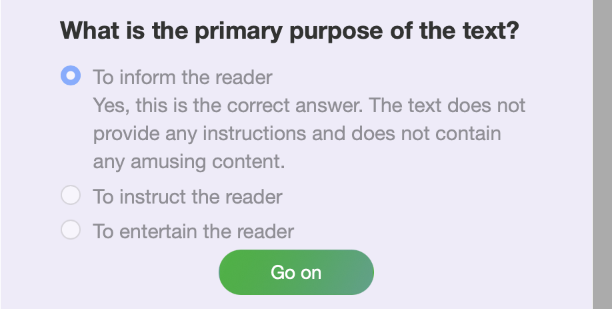 What is the primary purpose of the text?
To inform the reader
Yes, this is the correct answer. The text does not
provide any instructions and does not contain
any amusing content.
To instruct the reader
To entertain the reader
Go on